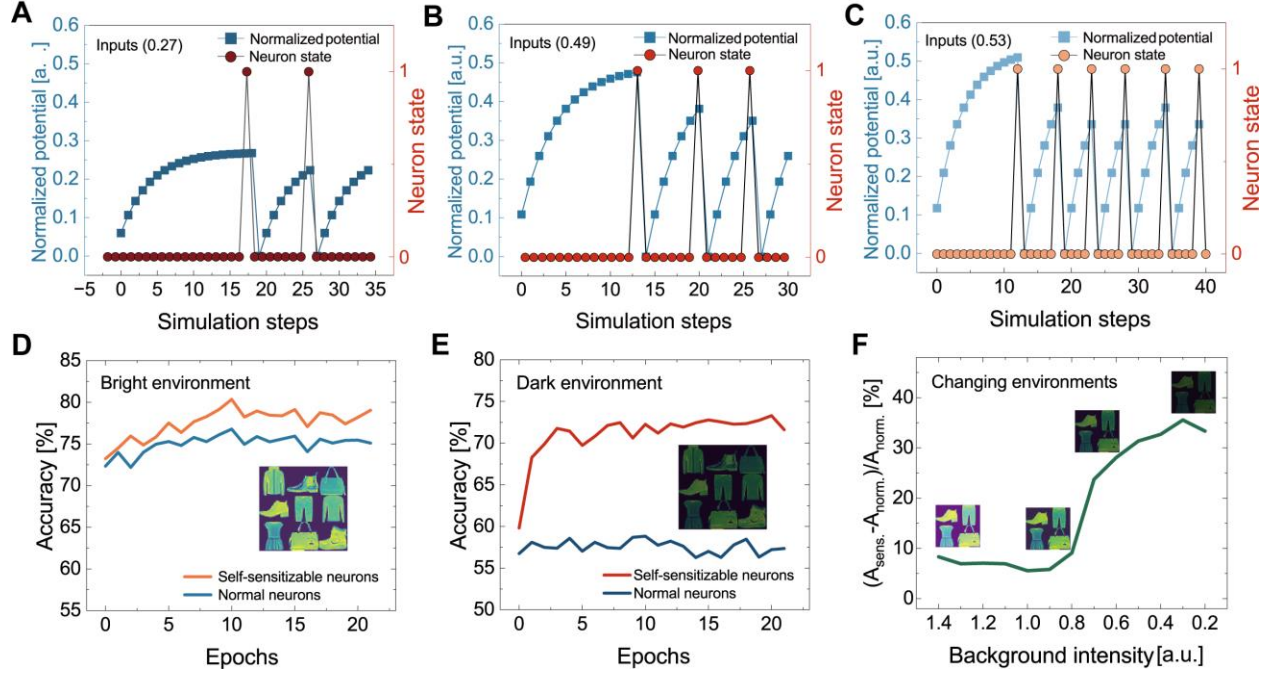 A
Inputs (0.27)
Normalized potential
Neuron state
Normalized potential [a. .]
0.6
0.5
0.4
0.3
0.2
0.1
0.0
1
0
Neuron state
−5 0 5 10 15 20 25 30 35
Simulation steps
B
Inputs (0.49)
Normalized potential
Neuron state
Normalized potential [a.u.]
0.6
0.5
0.4
0.3
0.2
0.1
0.0
1
0
Neuron state
0 5 10 15 20 25 30
Simulation steps
C
Inputs (0.53)
Normalized potential
Neuron state
Normalized potential [a.u.]
0.6
0.5
0.4
0.3
0.2
0.1
0.0
1
0
Neuron state
0 10 20 30 40
Simulation steps
D
Bright environment
Accuracy [%]
85
80
75
70
65
60
55
Self-sensitizable neurons
Normal neurons
0 5 10 15 20
Epochs
E
Dark environment
Accuracy [%]
80
75
70
65
60
55
50
Self-sensitizable neurons
Normal neurons
0 5 10 15 20
Epochs
F
Changing environments
(Asens.-Anorm.)/Anorm. [%]
40
30
20
10
0
1.4 1.2 1.0 0.8 0.6 0.4 0.2
Background intensity [a.u.]